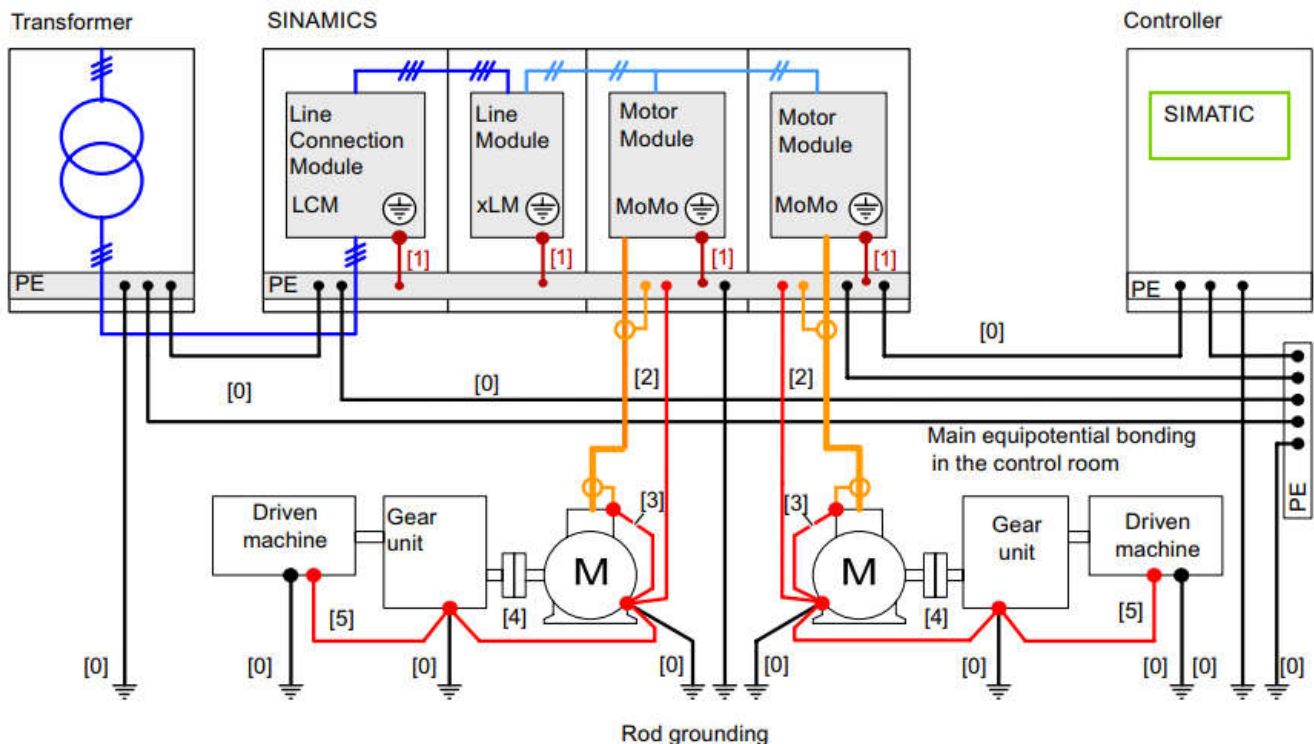 Transformer
SINAMICS
Controller
Line
Connection
Module
LCM
Line
Module
xLM
Motor
Module
MoMo
Motor
Module
MoMo
SIMATIC
[1]
[1]
[1]
[1]
PE
PE
PE
[0]
[0]
[0]
[2]
[2]
Main equipotential bonding
in the control room
PE
Driven
machine
Gear
unit
[3]
M
[3]
M
Gear
unit
Driven
machine
[5]
[4]
[4]
[5]
[0]
[0]
[0]
[0]
[0]
[0]
[0]
[0]
[0]
Rod grounding